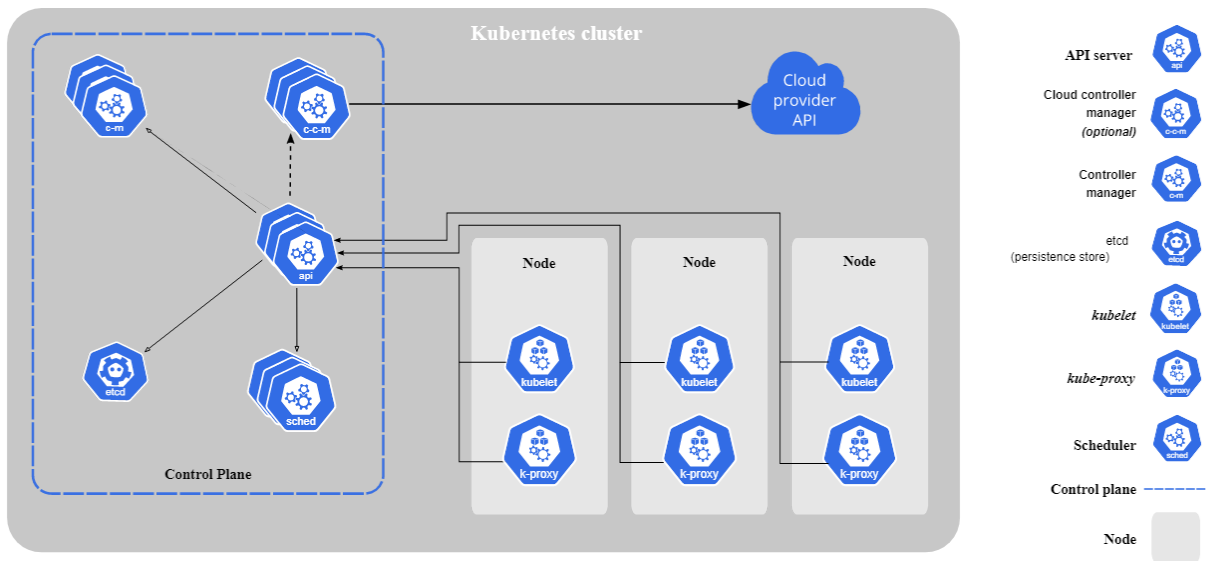 Kubernetes cluster
c-m
c-c-m
Cloud
provider
API
api
etcd
sched
Control Plane
Node
kubelet
k-proxy
Node
kubelet
k-proxy
Node
kubelet
k-proxy
API server
api
Cloud controller
manager
(optional)
c-c-m
Controller
manager
c-m
etcd
(persistence store)
etcd
kubelet
kubelet
kube-proxy
k-proxy
Scheduler
sched
Control plane
Node